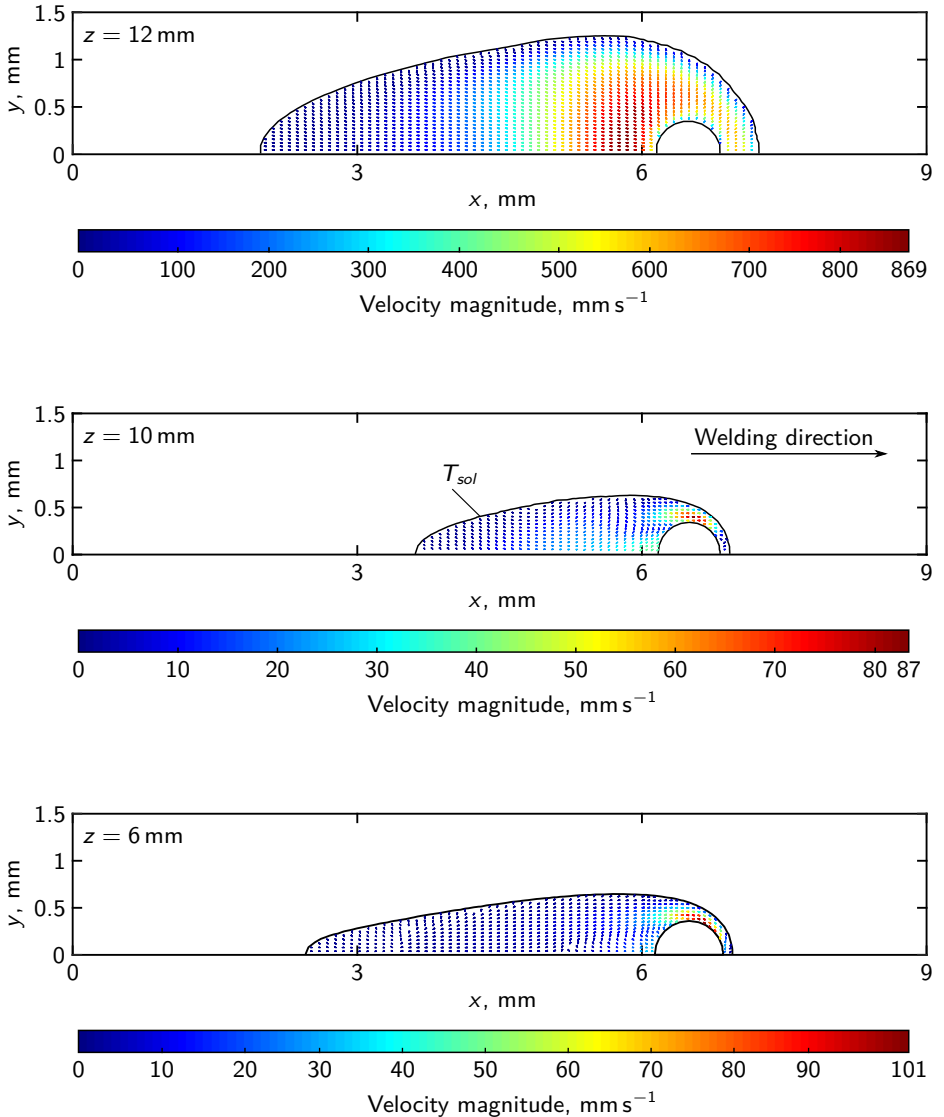 1.5
z = 12 mm
1
y, mm
0.5
0
0 3 6 9
x, mm
0 100 200 300 400 500 600 700 800 869
Velocity magnitude, mm s⁻¹
1.5
z = 10 mm
Welding direction
1
y, mm
T_sol
0.5
0
0 3 6 9
x, mm
0 10 20 30 40 50 60 70 80 87
Velocity magnitude, mm s⁻¹
1.5
z = 6 mm
1
y, mm
0.5
0
0 3 6 9
x, mm
0 10 20 30 40 50 60 70 80 90 101
Velocity magnitude, mm s⁻¹